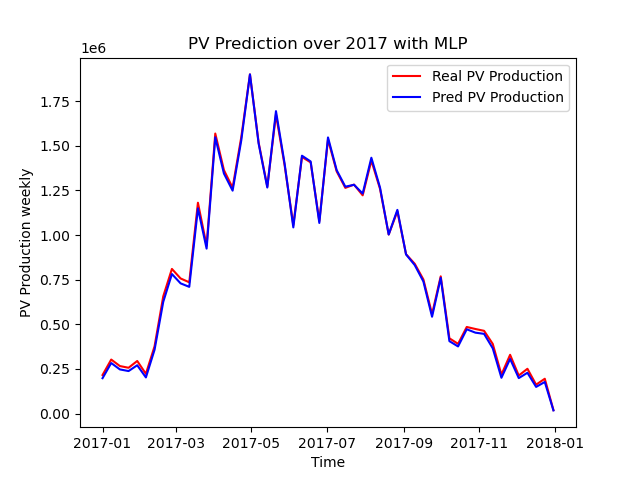 PV Prediction over 2017 with MLP
1e6
Real PV Production
Pred PV Production
1.75
1.50
1.25
1.00
0.75
0.50
0.25
0.00
PV Production weekly
2017-01 2017-03 2017-05 2017-07 2017-09 2017-11 2018-01
Time